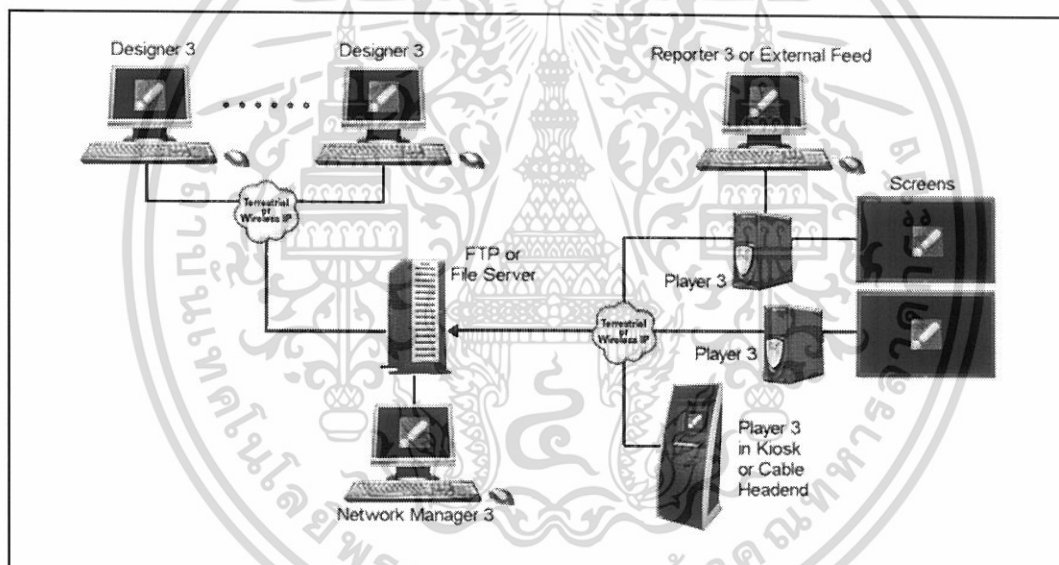 Designer 3
Designer 3
Reporter 3 or External Feed
Screens
Terrestrial
or
Wireless IP
FTP or
File Server
Player 3
Terrestrial
or
Wireless IP
Player 3
Player 3
in Kiosk
or Cable
Headend
Network Manager 3